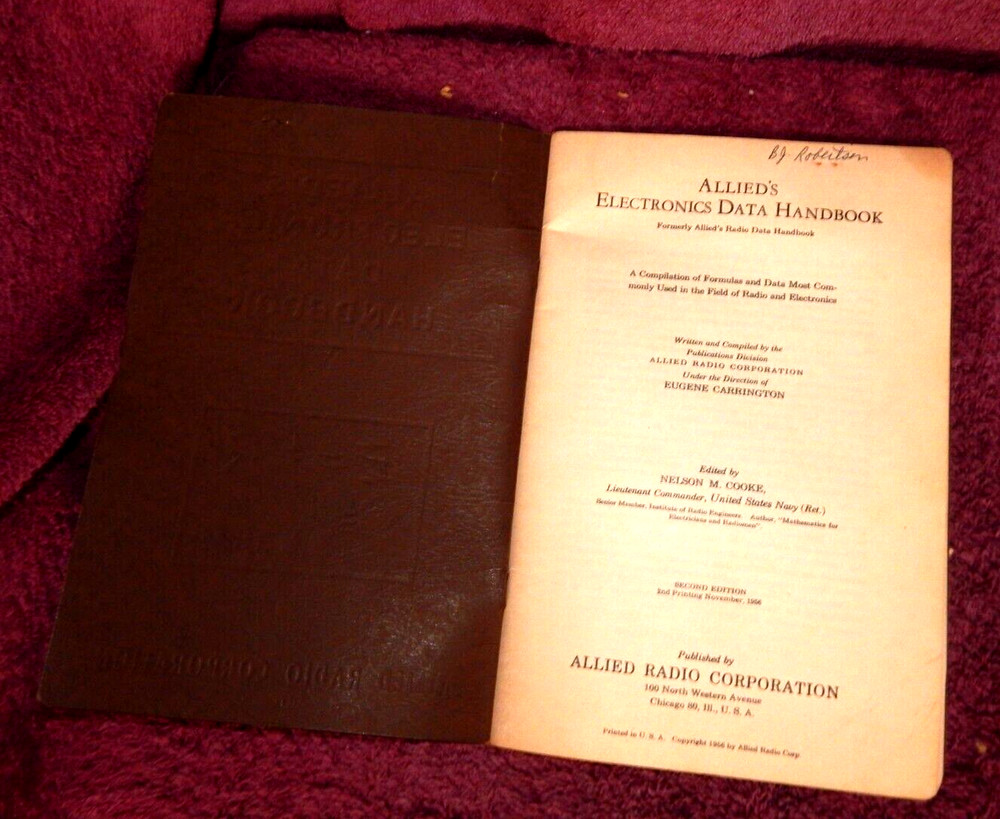 BJ Robertson
ALLIED'S
ELECTRONICS DATA HANDBOOK
Formerly Allied's Radio Data Handbook
A Compilation of Formulas and Data Most Com-
monly Used in the Field of Radio and Electronics
Written and Compiled by the
Publications Division
ALLIED RADIO CORPORATION
Under the Direction of
EUGENE CARRINGTON
Edited by
NELSON M. COOKE,
Lieutenant Commander, United States Navy (Ret.)
Senior Member, Institute of Radio Engineers Author, "Mathematics for
Electricians and Radiomen".
SECOND EDITION
2nd Printing November, 1956
Published by
ALLIED RADIO CORPORATION
100 North Western Avenue
Chicago 80, Ill., U. S. A.
Printed in U. S. A. Copyright 1956 by Allied Radio Corp.